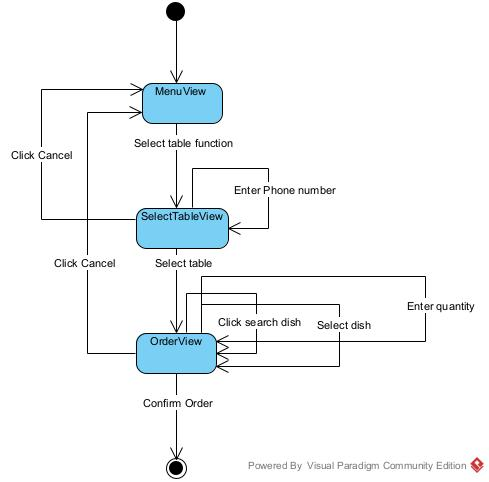 MenuView
Select table function
Click Cancel
Enter Phone number
SelectTableView
Click Cancel
Select table
Enter quantity
Click search dish
Select dish
OrderView
Confirm Order
Powered By Visual Paradigm Community Edition